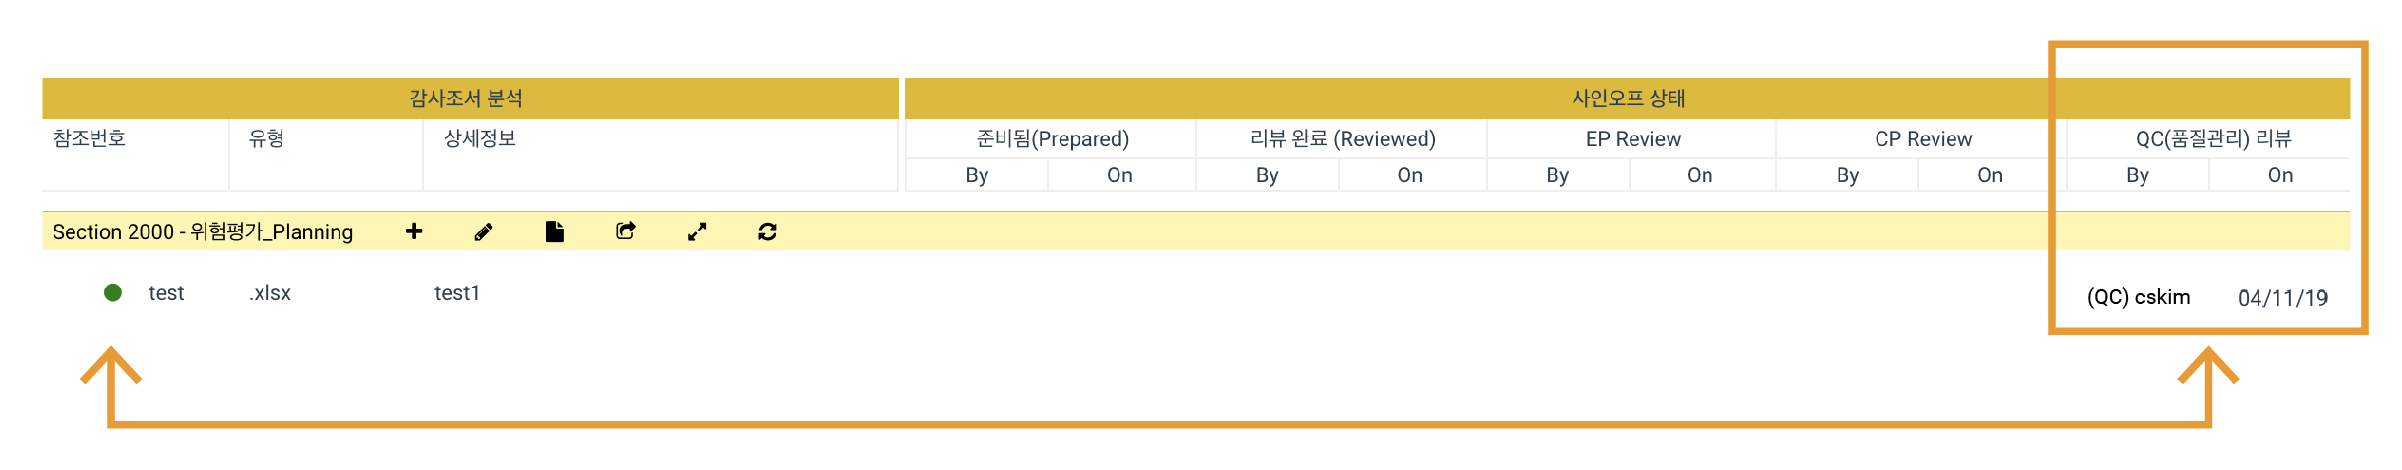 감사조서 분석 사인오프 상태
참조번호 유형 상세정보 준비됨(Prepared) 리뷰 완료 (Reviewed) EP Review CP Review QC(품질관리) 리뷰
By On By On By On By On By On
Section 2000 - 위험평가_Planning
test .xlsx test1 (QC) cskim 04/11/19